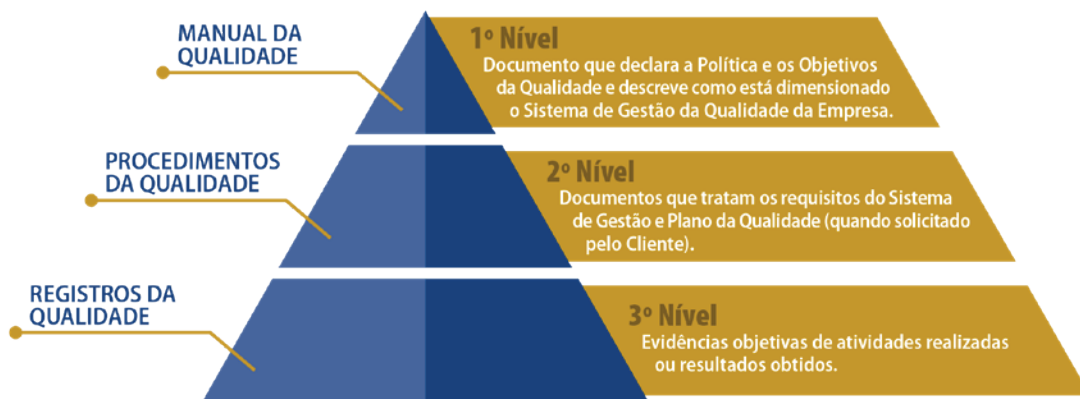 MANUAL DA
QUALIDADE
1º Nível
Documento que declara a Política e os Objetivos
da Qualidade e descreve como está dimensionado
o Sistema de Gestão da Qualidade da Empresa.
PROCEDIMENTOS
DA QUALIDADE
2º Nível
Documentos que tratam os requisitos do Sistema
de Gestão e Plano da Qualidade (quando solicitado
pelo Cliente).
REGISTROS DA
QUALIDADE
3º Nível
Evidências objetivas de atividades realizadas
ou resultados obtidos.